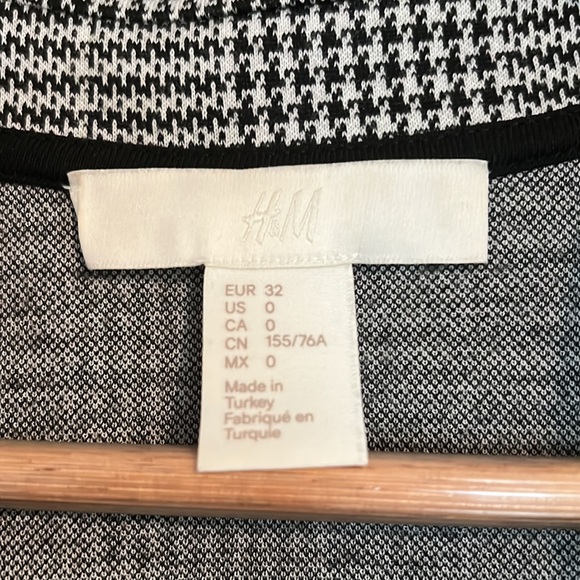 H&M
EUR 32
US 0
CA 0
CN 155/76A
MX 0
Made in
Turkey
Fabriqué en
Turquie